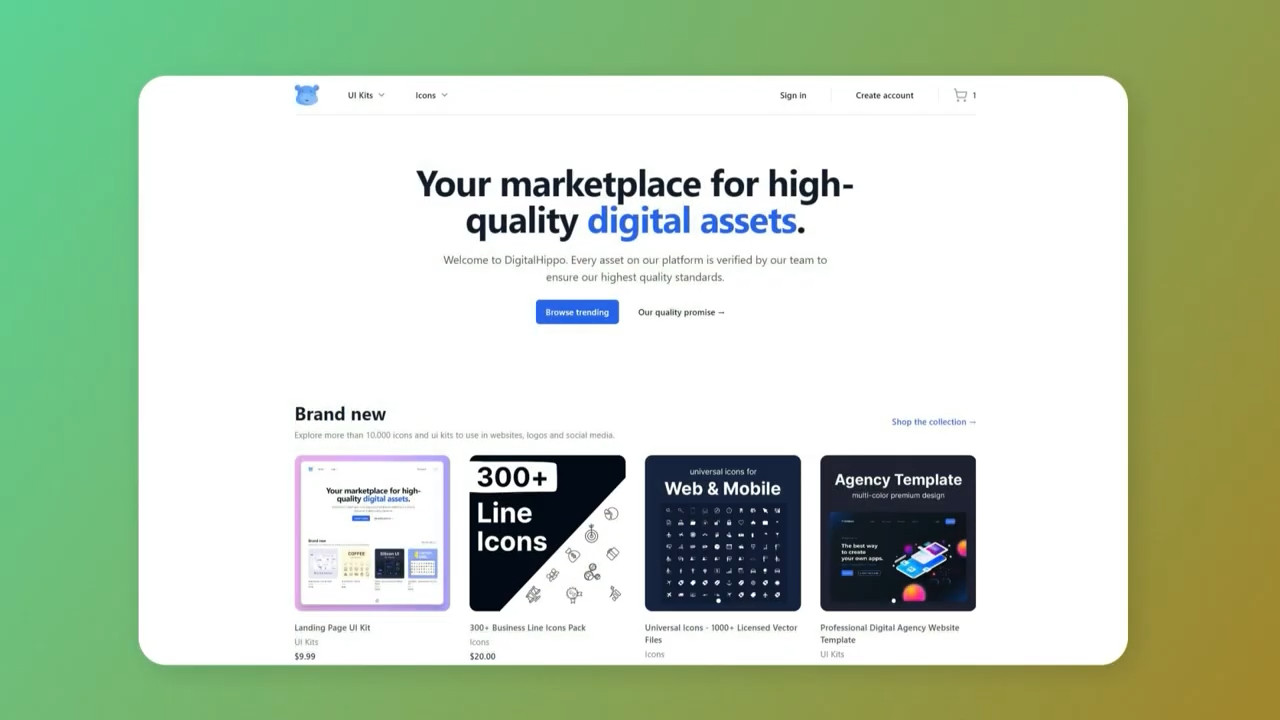 UI Kits
Icons
Sign in
Create account
1
Your marketplace for high-
quality digital assets.
Welcome to DigitalHippo. Every asset on our platform is verified by our team to
ensure our highest quality standards.
Browse trending
Our quality promise →
Brand new
Explore more than 10.000 icons and ui kits to use in websites, logos and social media.
Shop the collection →
Your marketplace for high-
quality digital assets.
Brand new
COFFEE
300+
Line
Icons
universal icons for
Web & Mobile
Agency Template
multi-color premium design
The best way
to create
your own apps.
Landing Page UI Kit
UI Kits
$9.99
300+ Business Line Icons Pack
Icons
$20.00
Universal Icons - 1000+ Licensed Vector
Files
Icons
Professional Digital Agency Website
Template
UI Kits